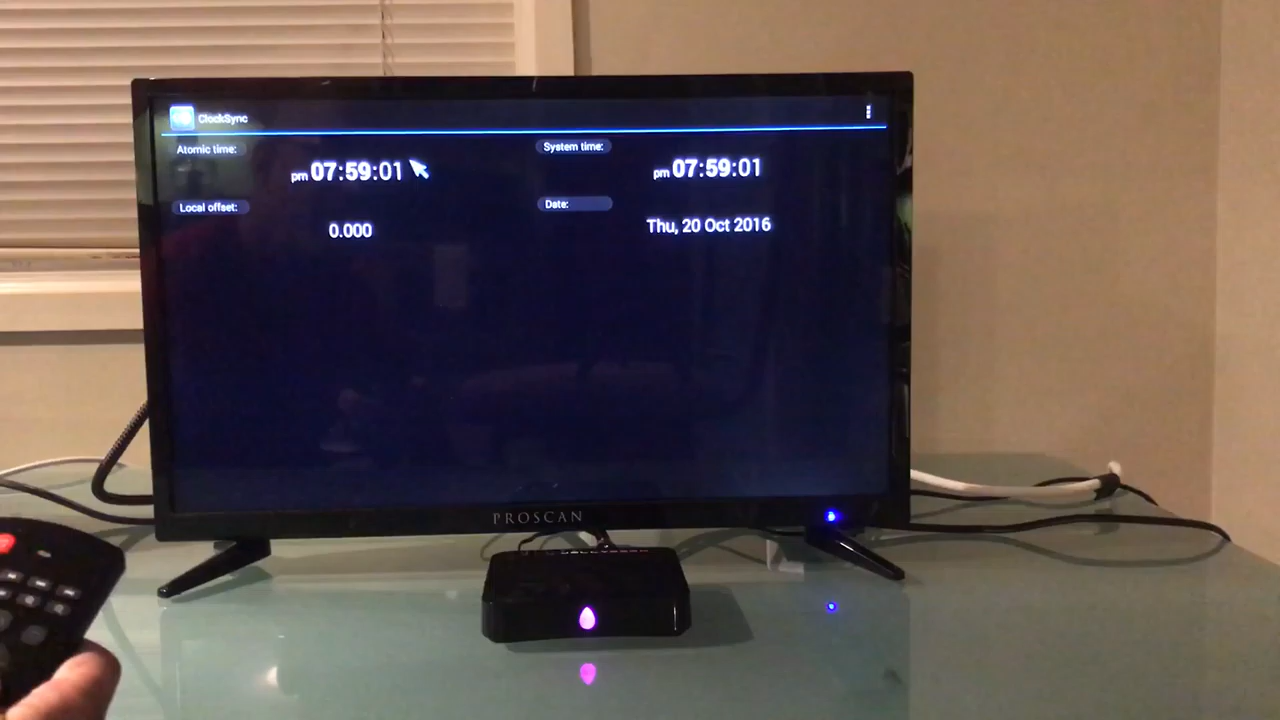 ClockSync
Atomic time:
pm 07:59:01
System time:
pm 07:59:01
Local offset:
0.000
Date:
Thu, 20 Oct 2016
PROSCAN